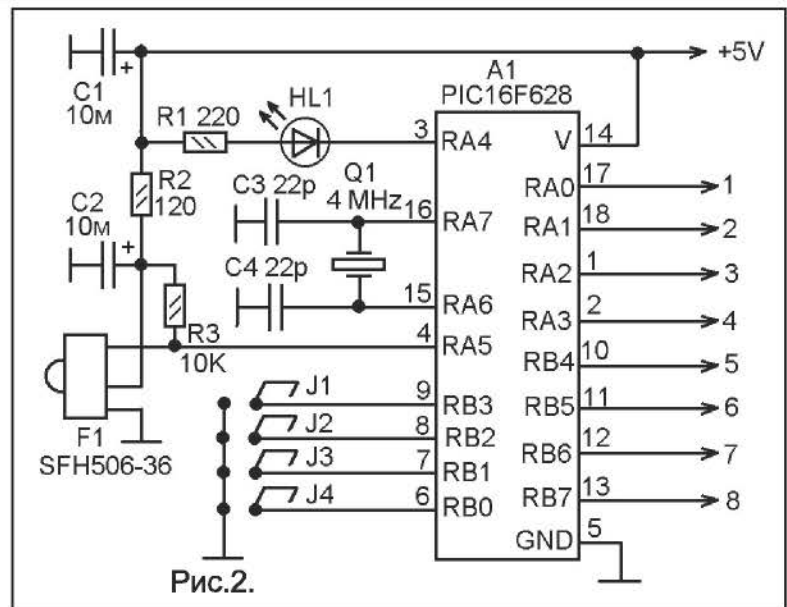 +5V
C1
10м
+
R1 220
HL1
A1
PIC16F628
3
RA4
V
14
R2
120
C2
10м
+
C3 22p
Q1
4 MHz
16
RA7
RA0
17
1
RA1
18
2
C4 22p
RA2
1
3
15
RA6
RA3
2
4
R3
10K
4
RA5
RB4
10
5
J1
9
RB3
RB5
11
6
J2
8
RB2
F1
SFH506-36
J3
7
RB1
RB6
12
7
J4
6
RB0
RB7
13
8
GND
5
Рис.2.